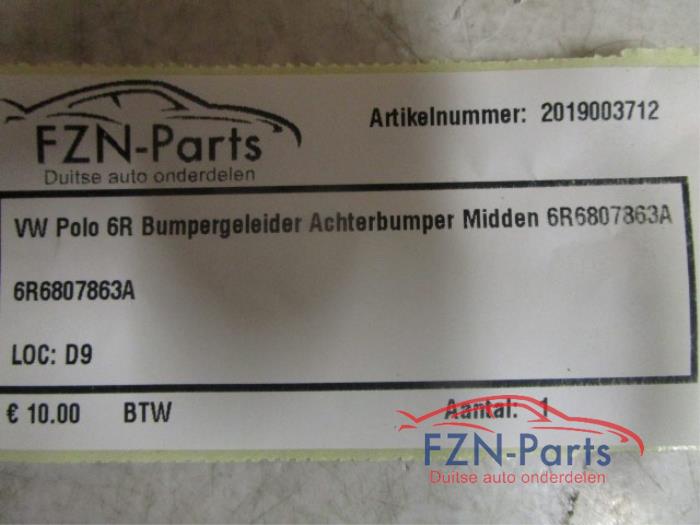 FZN-Parts
Duitse auto onderdelen
Artikelnummer: 2019003712
VW Polo 6R Bumpergeleider Achterbumper Midden 6R6807863A
6R6807863A
LOC: D9
€ 10.00 BTW Aantal: 1
FZN-Parts
Duitse auto onderdelen